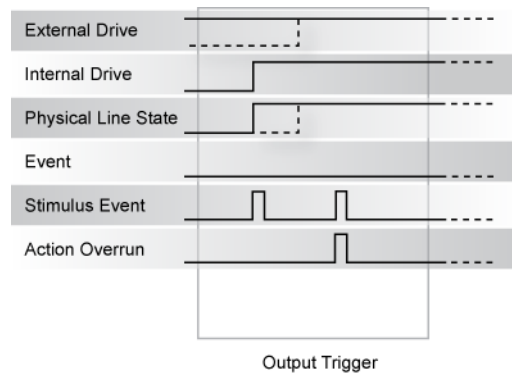 External Drive
Internal Drive
Physical Line State
Event
Stimulus Event
Action Overrun
Output Trigger